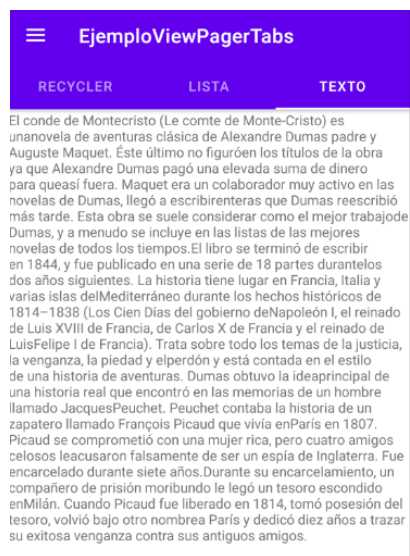 EjemploViewPagerTabs
RECYCLER LISTA TEXTO
El conde de Montecristo (Le comte de Monte-Cristo) es
unanovela de aventuras clásica de Alexandre Dumas padre y
Auguste Maquet. Éste último no figuróen los títulos de la obra
ya que Alexandre Dumas pagó una elevada suma de dinero
para queasí fuera. Maquet era un colaborador muy activo en las
novelas de Dumas, llegó a escribirenteras que Dumas reescribió
más tarde. Esta obra se suele considerar como el mejor trabajode
Dumas, y a menudo se incluye en las listas de las mejores
novelas de todos los tiempos.El libro se terminó de escribir
en 1844, y fue publicado en una serie de 18 partes durantelos
dos años siguientes. La historia tiene lugar en Francia, Italia y
varias islas delMediterráneo durante los hechos históricos de
1814–1838 (Los Cien Días del gobierno deNapoleón I, el reinado
de Luis XVIII de Francia, de Carlos X de Francia y el reinado de
LuisFelipe I de Francia). Trata sobre todo los temas de la justicia,
la venganza, la piedad y elperdón y está contada en el estilo
de una historia de aventuras. Dumas obtuvo la ideaprincipal de
una historia real que encontró en las memorias de un hombre
llamado JacquesPeuchet. Peuchet contaba la historia de un
zapatero llamado François Picaud que vivía enParís en 1807.
Picaud se comprometió con una mujer rica, pero cuatro amigos
celosos leacusaron falsamente de ser un espía de Inglaterra. Fue
encarcelado durante siete años.Durante su encarcelamiento, un
compañero de prisión moribundo le legó un tesoro escondido
enMilán. Cuando Picaud fue liberado en 1814, tomó posesión del
tesoro, volvió bajo otro nombrea París y dedicó diez años a trazar
su exitosa venganza contra sus antiguos amigos.